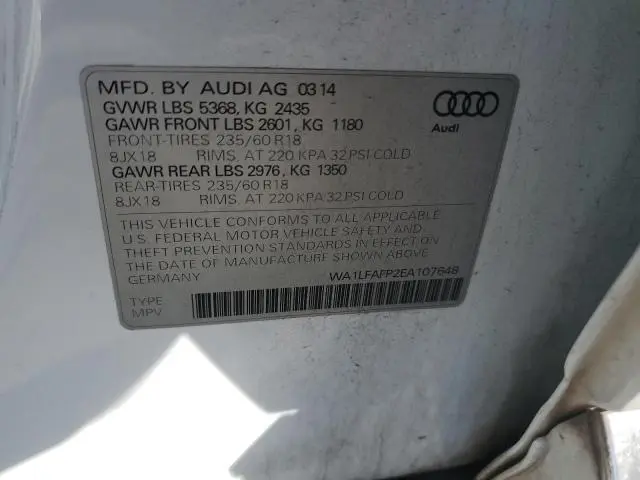 MFD. BY AUDI AG 03 14
GVWR LBS 5368, KG 2435
GAWR FRONT LBS 2601, KG 1180
FRONT-TIRES 235/60 R18
8JX18 RIMS, AT 220 KPA 32 PSI COLD
GAWR REAR LBS 2976, KG 1350
REAR-TIRES 235/60 R18
8JX18 RIMS, AT 220 KPA 32 PSI COLD
Audi
THIS VEHICLE CONFORMS TO ALL APPLICABLE
U.S. FEDERAL MOTOR VEHICLE SAFETY AND
THEFT PREVENTION STANDARDS IN EFFECT ON
THE DATE OF MANUFACTURE SHOWN ABOVE
GERMANY WA1LFAFP2EA107648
TYPE
MPV